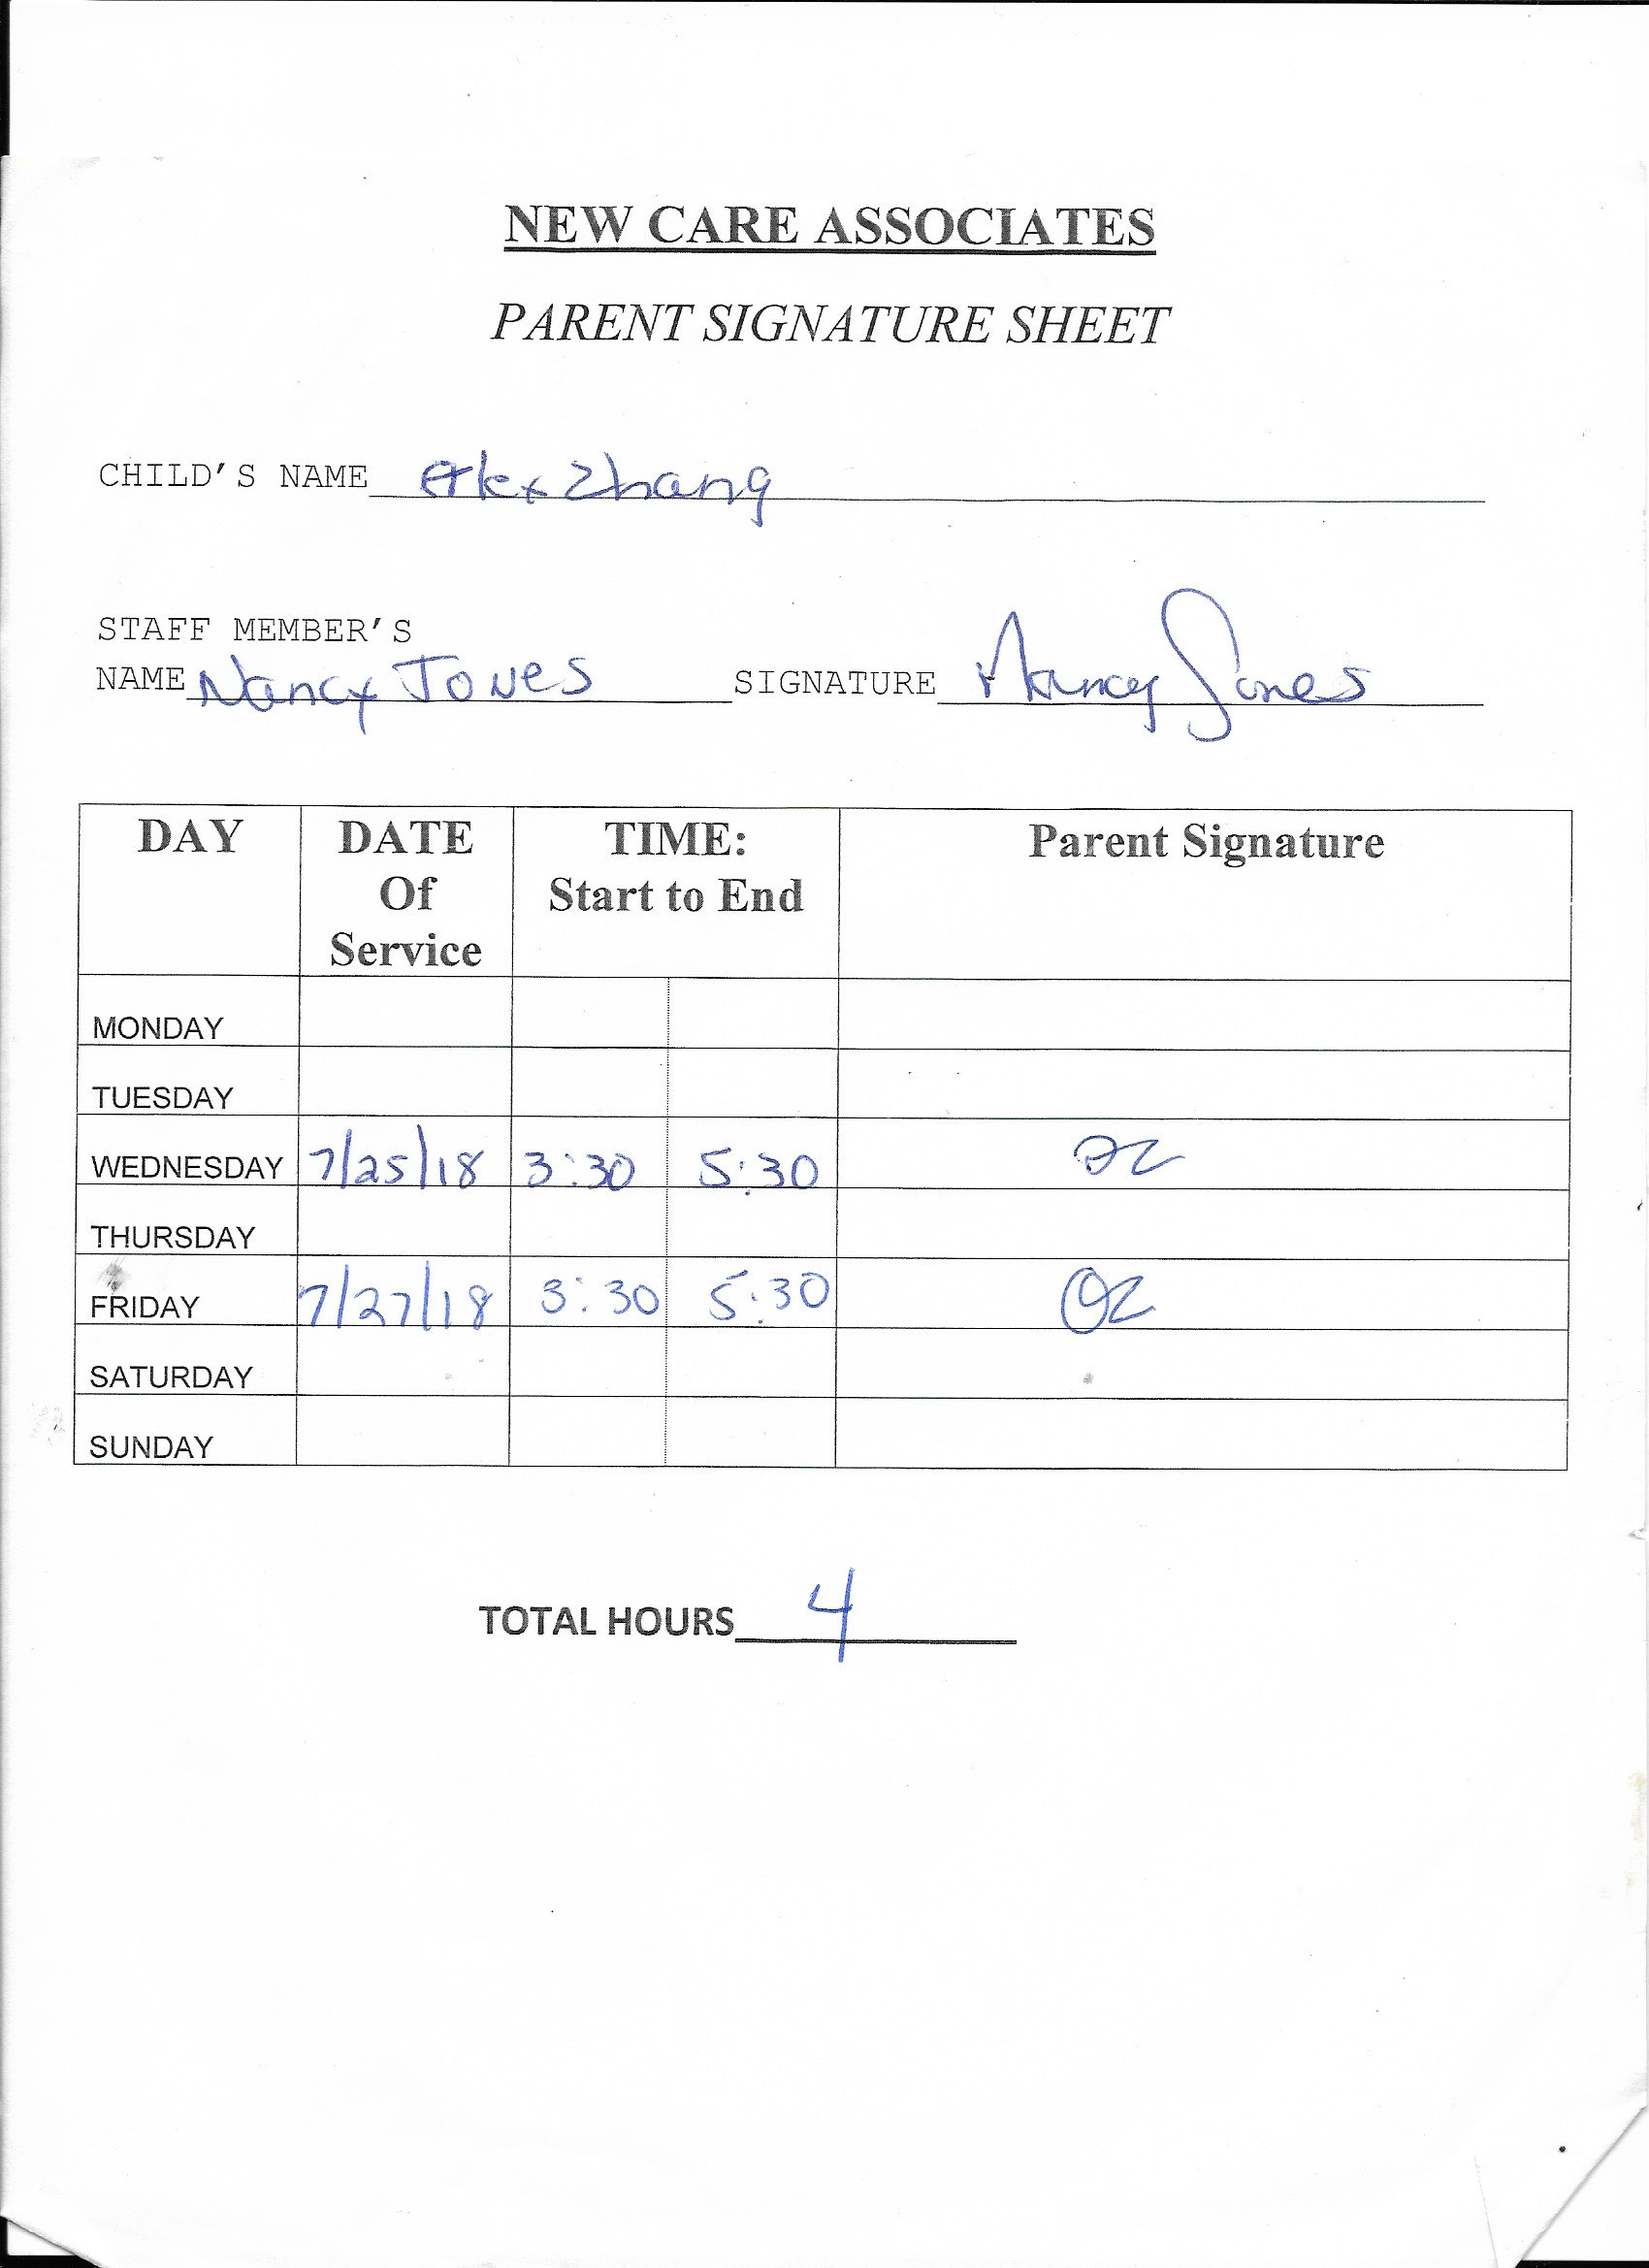 NEW CARE ASSOCIATES
PARENT SIGNATURE SHEET
CHILD'S NAME Alex Zhang
STAFF MEMBER'S
NAME Nancy Jones SIGNATURE Nancy Jones
DAY DATE Of Service TIME: Start to End Parent Signature
MONDAY
TUESDAY
WEDNESDAY 7/25/18 3:30 5:30 OZ
THURSDAY
FRIDAY 7/27/18 3:30 5:30 OZ
SATURDAY
SUNDAY
TOTAL HOURS 4